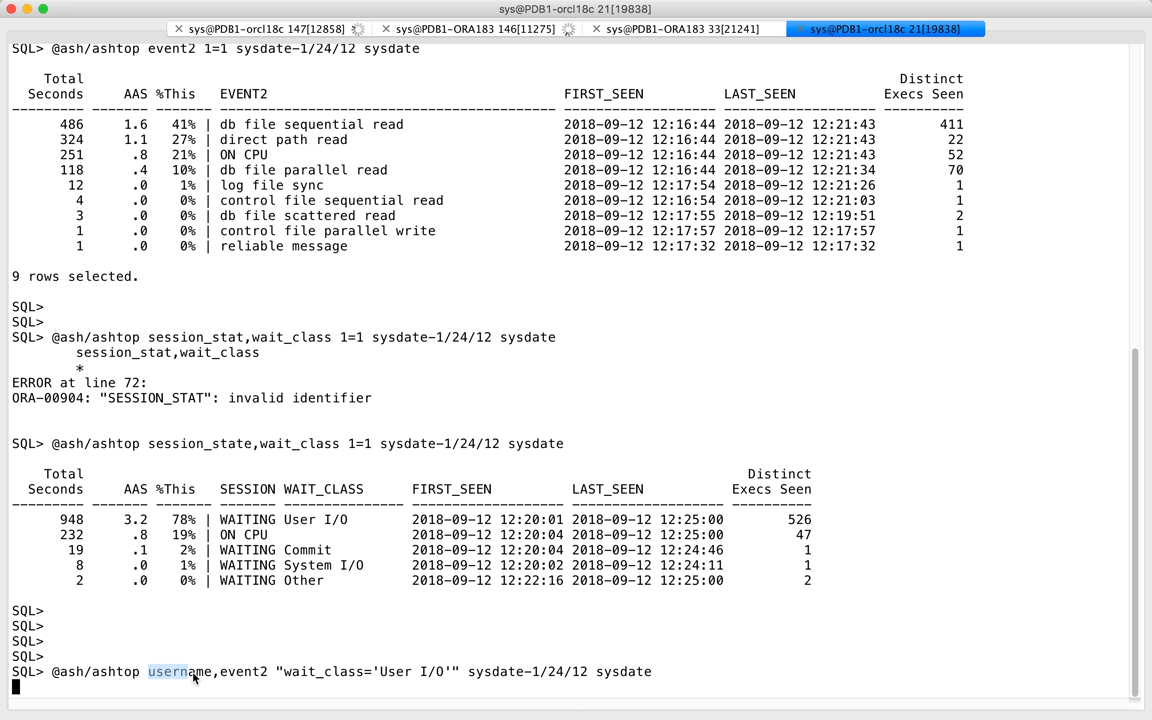 sys@PDB1-orcl18c 21[19838]
sys@PDB1-orcl18c 147[12858] sys@PDB1-ORA183 146[11275] sys@PDB1-ORA183 33[21241] sys@PDB1-orcl18c 21[19838]
SQL> @ash/ashtop event2 1=1 sysdate-1/24/12 sysdate
Total Distinct
Seconds AAS %This EVENT2 FIRST_SEEN LAST_SEEN Execs Seen
--------- ------- ------- ------------------------------------------ ------------------- ------------------- ----------
486 1.6 41% | db file sequential read 2018-09-12 12:16:44 2018-09-12 12:21:43 411
324 1.1 27% | direct path read 2018-09-12 12:16:44 2018-09-12 12:21:43 22
251 .8 21% | ON CPU 2018-09-12 12:16:44 2018-09-12 12:21:43 52
118 .4 10% | db file parallel read 2018-09-12 12:16:44 2018-09-12 12:21:34 70
12 .0 1% | log file sync 2018-09-12 12:17:54 2018-09-12 12:21:26 1
4 .0 0% | control file sequential read 2018-09-12 12:16:54 2018-09-12 12:21:03 1
3 .0 0% | db file scattered read 2018-09-12 12:17:55 2018-09-12 12:19:51 2
1 .0 0% | control file parallel write 2018-09-12 12:17:57 2018-09-12 12:17:57 1
1 .0 0% | reliable message 2018-09-12 12:17:32 2018-09-12 12:17:32 1
9 rows selected.
SQL>
SQL>
SQL> @ash/ashtop session_stat,wait_class 1=1 sysdate-1/24/12 sysdate
session_stat,wait_class
*
ERROR at line 72:
ORA-00904: "SESSION_STAT": invalid identifier
SQL> @ash/ashtop session_state,wait_class 1=1 sysdate-1/24/12 sysdate
Total Distinct
Seconds AAS %This SESSION WAIT_CLASS FIRST_SEEN LAST_SEEN Execs Seen
--------- ------- ------- ------- --------------- ------------------- ------------------- ----------
948 3.2 78% | WAITING User I/O 2018-09-12 12:20:01 2018-09-12 12:25:00 526
232 .8 19% | ON CPU 2018-09-12 12:20:04 2018-09-12 12:25:00 47
19 .1 2% | WAITING Commit 2018-09-12 12:20:04 2018-09-12 12:24:46 1
8 .0 1% | WAITING System I/O 2018-09-12 12:20:02 2018-09-12 12:24:11 1
2 .0 0% | WAITING Other 2018-09-12 12:22:16 2018-09-12 12:25:00 2
SQL>
SQL>
SQL>
SQL>
SQL> @ash/ashtop username,event2 "wait_class='User I/O'" sysdate-1/24/12 sysdate